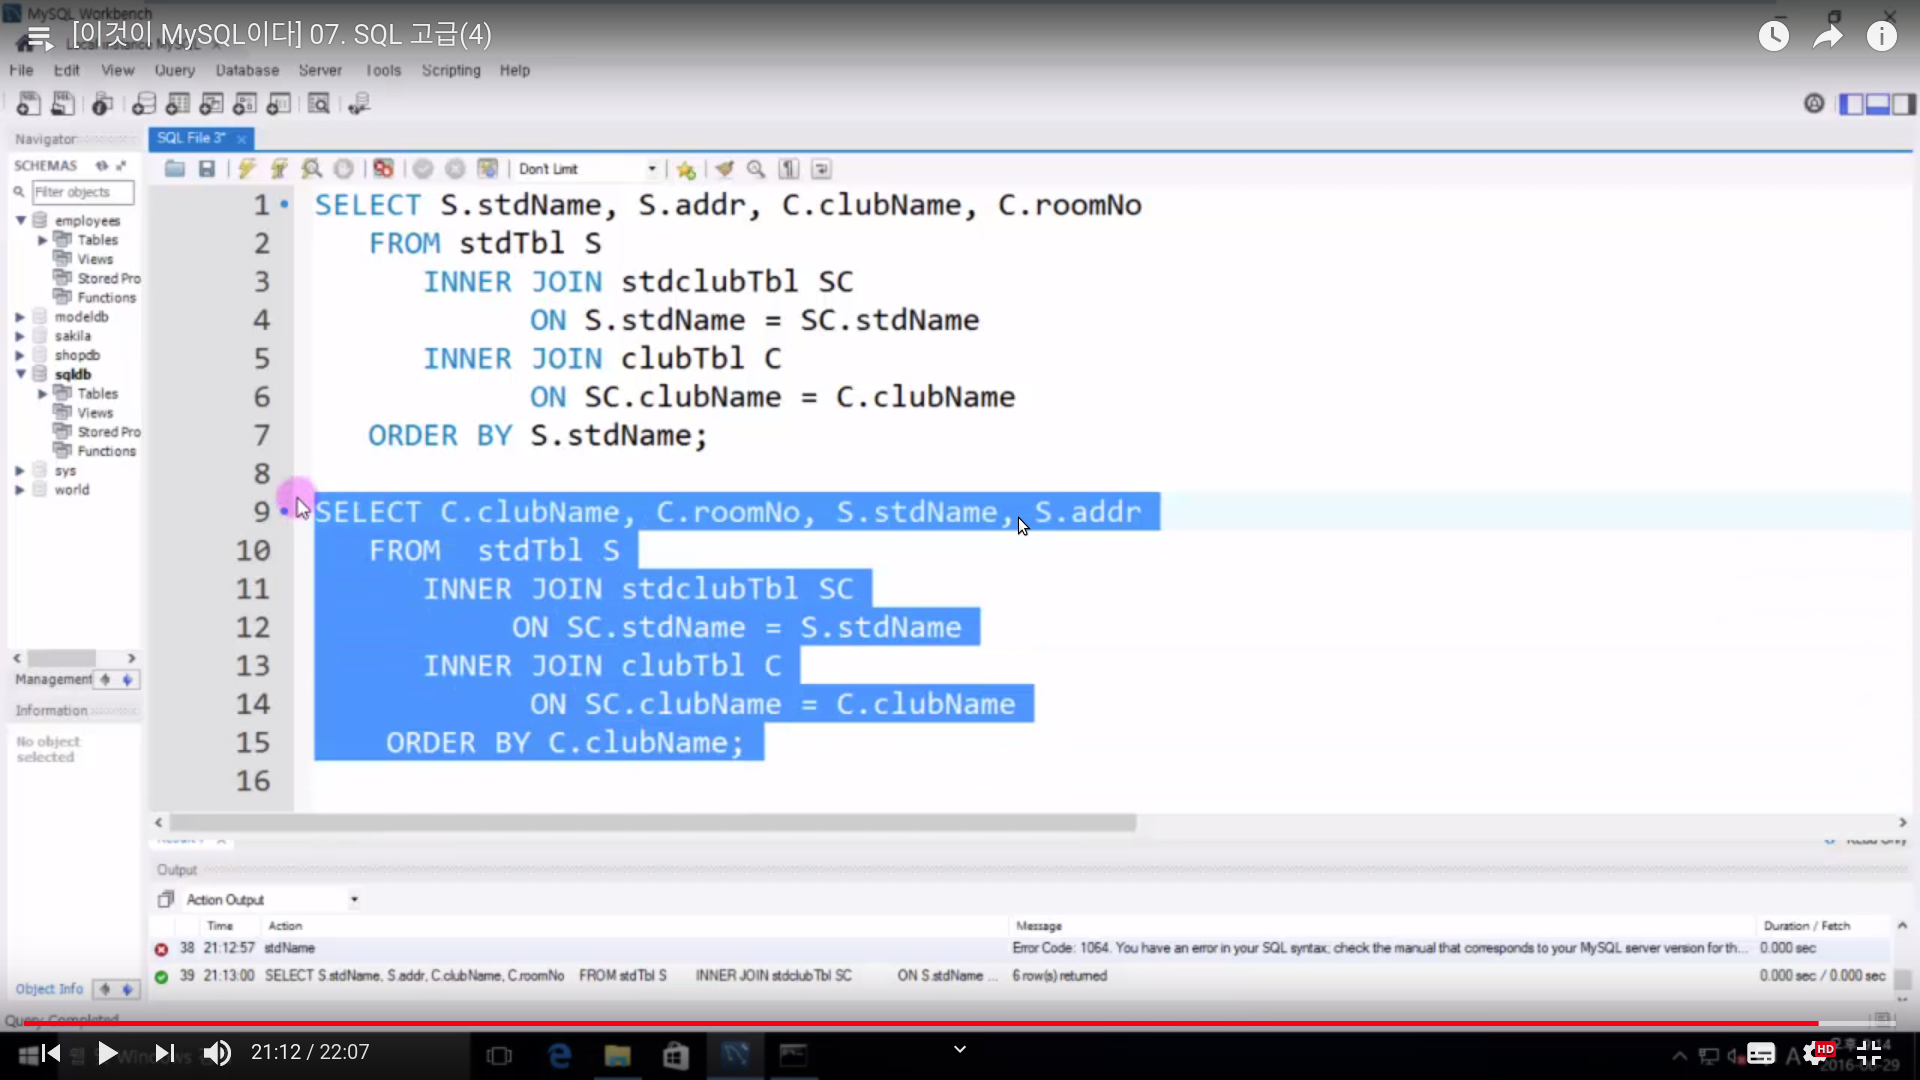 MySQL Workbench
[이것이 MySQL이다] 07. SQL 고급(4)
File Edit View Query Database Server Tools Scripting Help
Navigator
SQL File 3*
SCHEMAS
Don't Limit
Filter objects
employees
Tables
Views
Stored Pro
Functions
modeldb
sakila
shopdb
sqldb
Tables
Views
Stored Pro
Functions
sys
world
Management
Information
No object
selected
Object Info
1 SELECT S.stdName, S.addr, C.clubName, C.roomNo
2 FROM stdTbl S
3 INNER JOIN stdclubTbl SC
4 ON S.stdName = SC.stdName
5 INNER JOIN clubTbl C
6 ON SC.clubName = C.clubName
7 ORDER BY S.stdName;
8
9 SELECT C.clubName, C.roomNo, S.stdName, S.addr
10 FROM stdTbl S
11 INNER JOIN stdclubTbl SC
12 ON SC.stdName = S.stdName
13 INNER JOIN clubTbl C
14 ON SC.clubName = C.clubName
15 ORDER BY C.clubName;
16
Read Only
Output
Action Output
Time Action Message Duration / Fetch
38 21:12:57 stdName Error Code: 1064. You have an error in your SQL syntax; check the manual that corresponds to your MySQL server version for th... 0.000 sec
39 21:13:00 SELECT S.stdName, S.addr, C.clubName, C.roomNo FROM stdTbl S INNER JOIN stdclubTbl SC ON S.stdName ... 6 row(s) returned 0.000 sec / 0.000 sec
Query Completed
21:12 / 22:07
HD